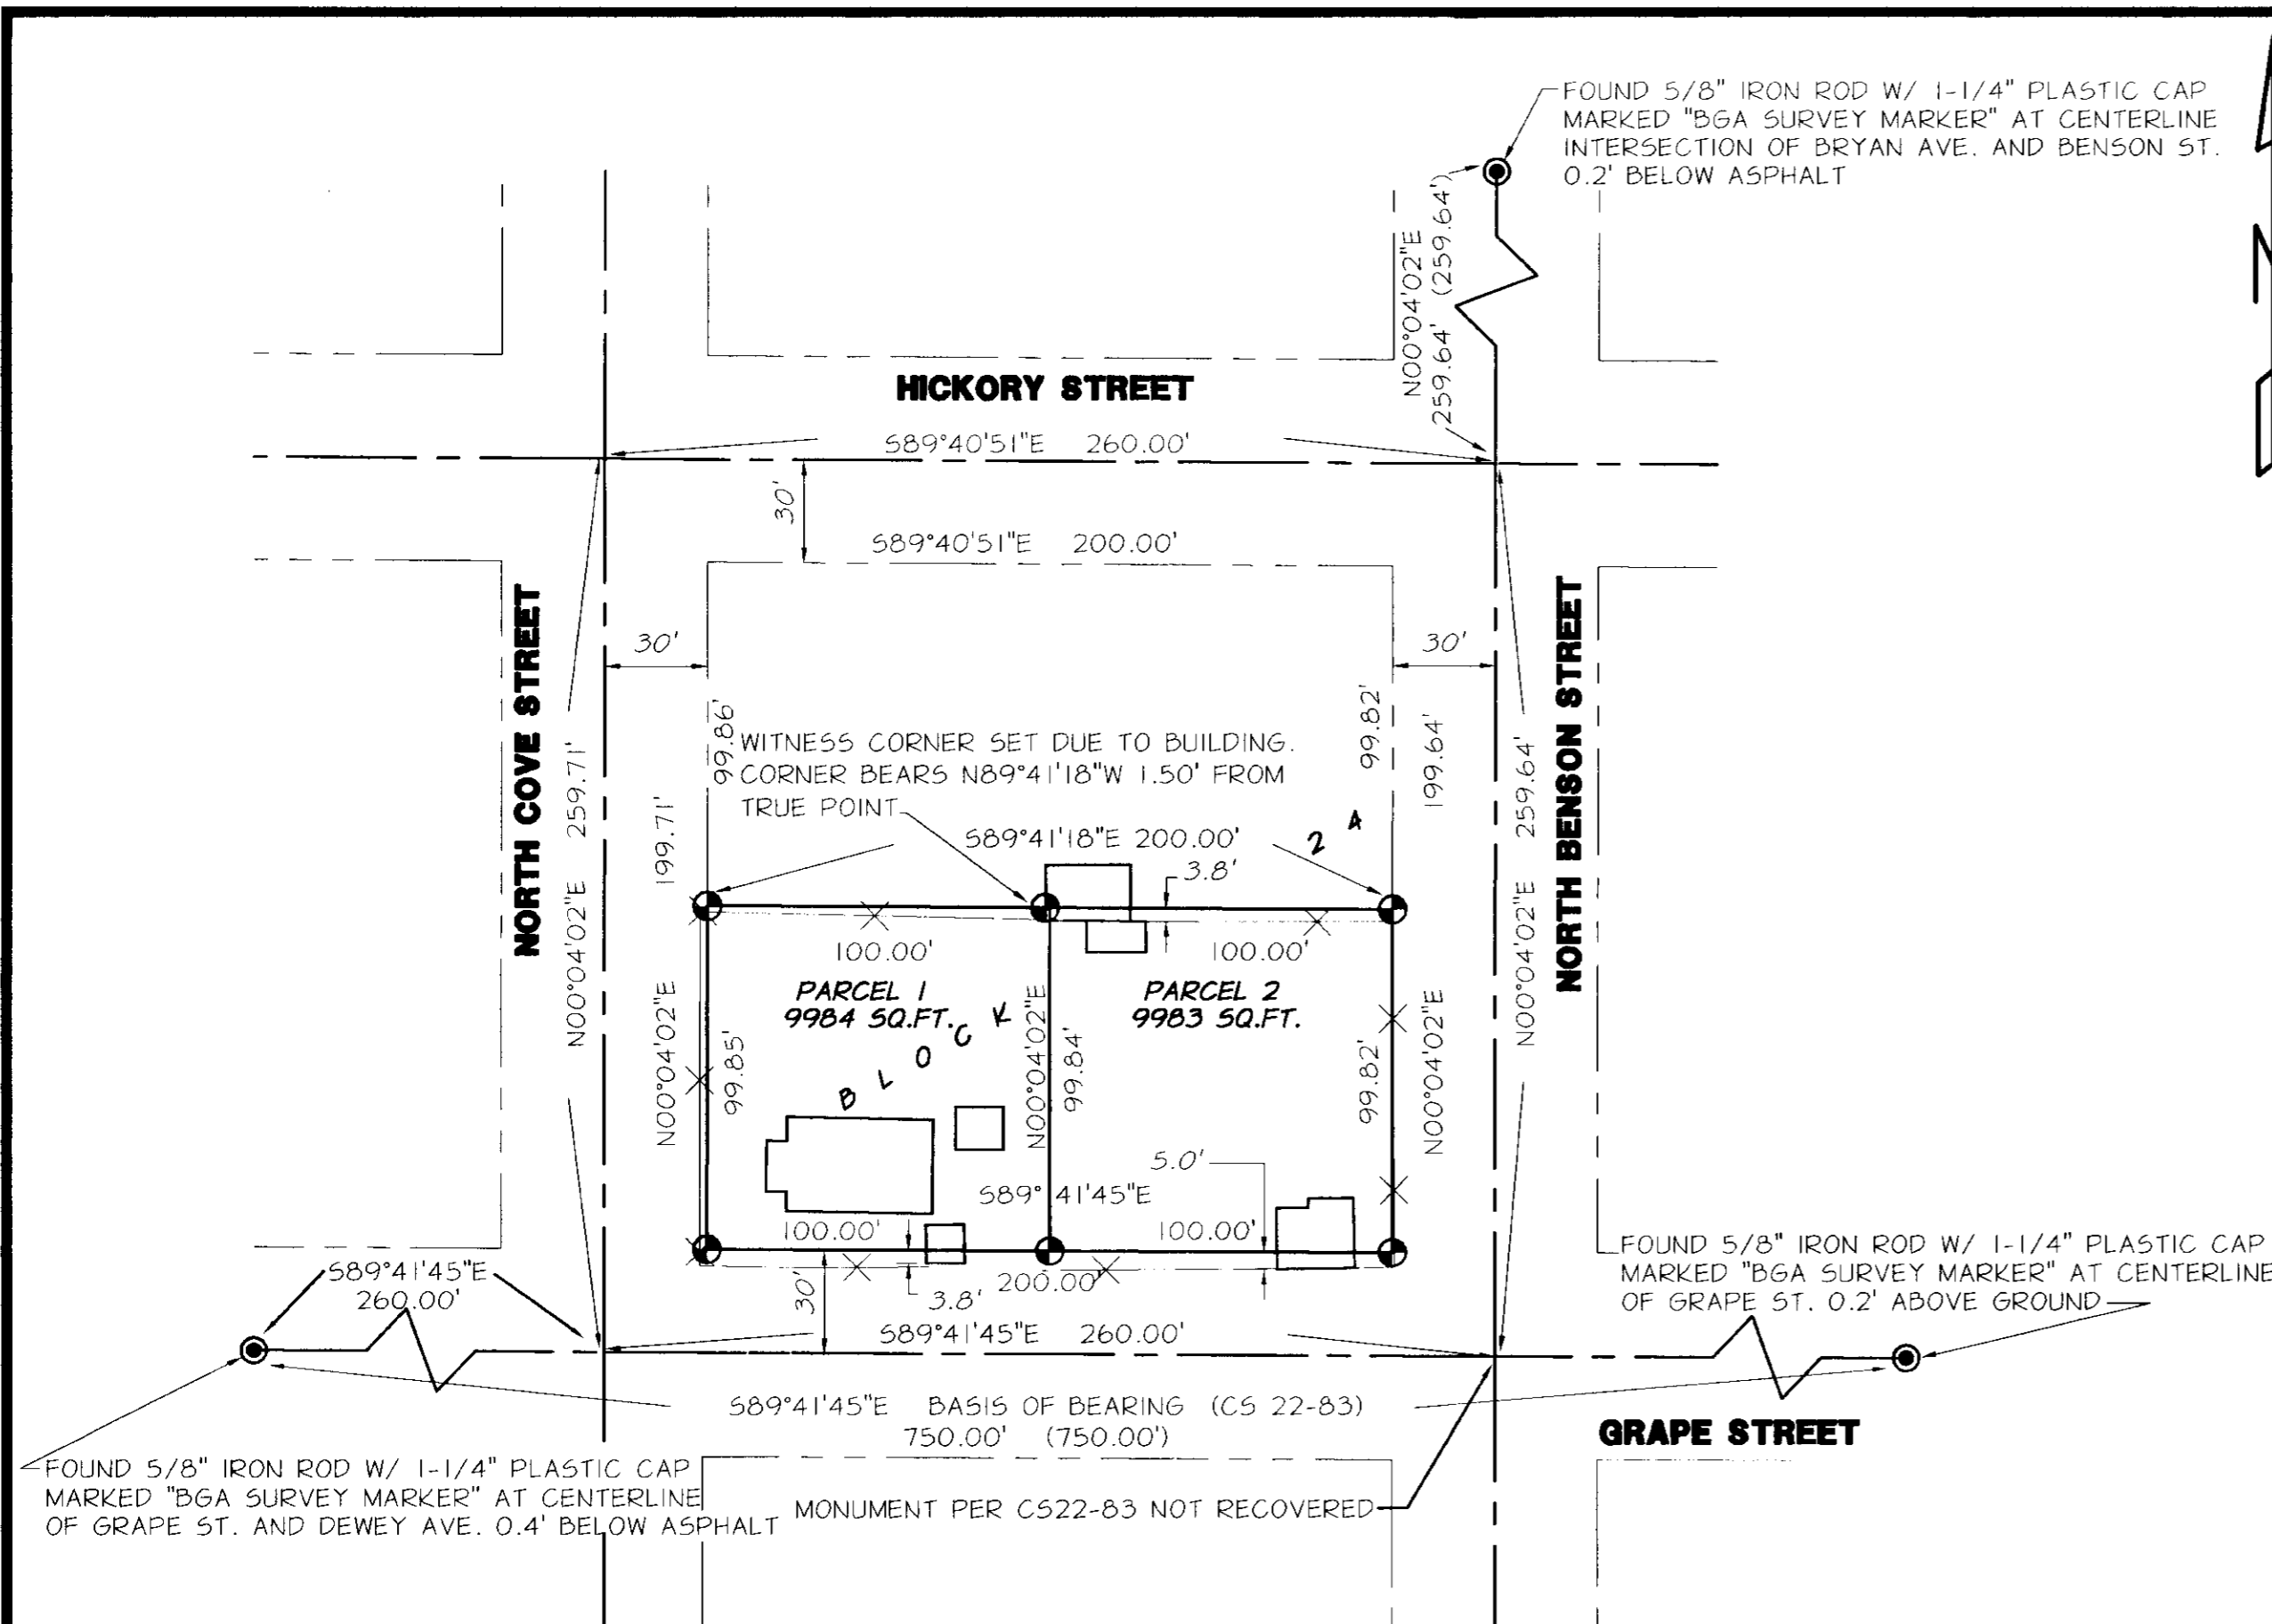 FOUND 5/8" IRON ROD W/ 1-1/4" PLASTIC CAP
MARKED "BGA SURVEY MARKER" AT CENTERLINE
INTERSECTION OF BRYAN AVE. AND BENSON ST.
0.2' BELOW ASPHALT
N00°04'02"E
259.64' (259.64')
HICKORY STREET
S89°40'51"E 260.00'
30'
S89°40'51"E 200.00'
NORTH COVE STREET
N00°04'02"E 259.71'
30'
30'
NORTH BENSON STREET
N00°04'02"E 259.64'
99.86'
199.71'
99.82'
199.64'
WITNESS CORNER SET DUE TO BUILDING.
CORNER BEARS N89°41'18"W 1.50' FROM
TRUE POINT
S89°41'18"E 200.00'
3.8'
100.00'
100.00'
PARCEL 1
9984 SQ.FT.
PARCEL 2
9983 SQ.FT.
BLOCK 24
N00°04'02"E
99.85'
N00°04'02"E
99.84'
99.82'
N00°04'02"E
5.0'
S89°41'45"E
100.00'
100.00'
30'
3.8'
200.00'
S89°41'45"E 260.00'
S89°41'45"E
260.00'
FOUND 5/8" IRON ROD W/ 1-1/4" PLASTIC CAP
MARKED "BGA SURVEY MARKER" AT CENTERLINE
OF GRAPE ST. 0.2' ABOVE GROUND
S89°41'45"E BASIS OF BEARING (CS 22-83)
750.00' (750.00')
GRAPE STREET
FOUND 5/8" IRON ROD W/ 1-1/4" PLASTIC CAP
MARKED "BGA SURVEY MARKER" AT CENTERLINE
OF GRAPE ST. AND DEWEY AVE. 0.4' BELOW ASPHALT
MONUMENT PER CS22-83 NOT RECOVERED